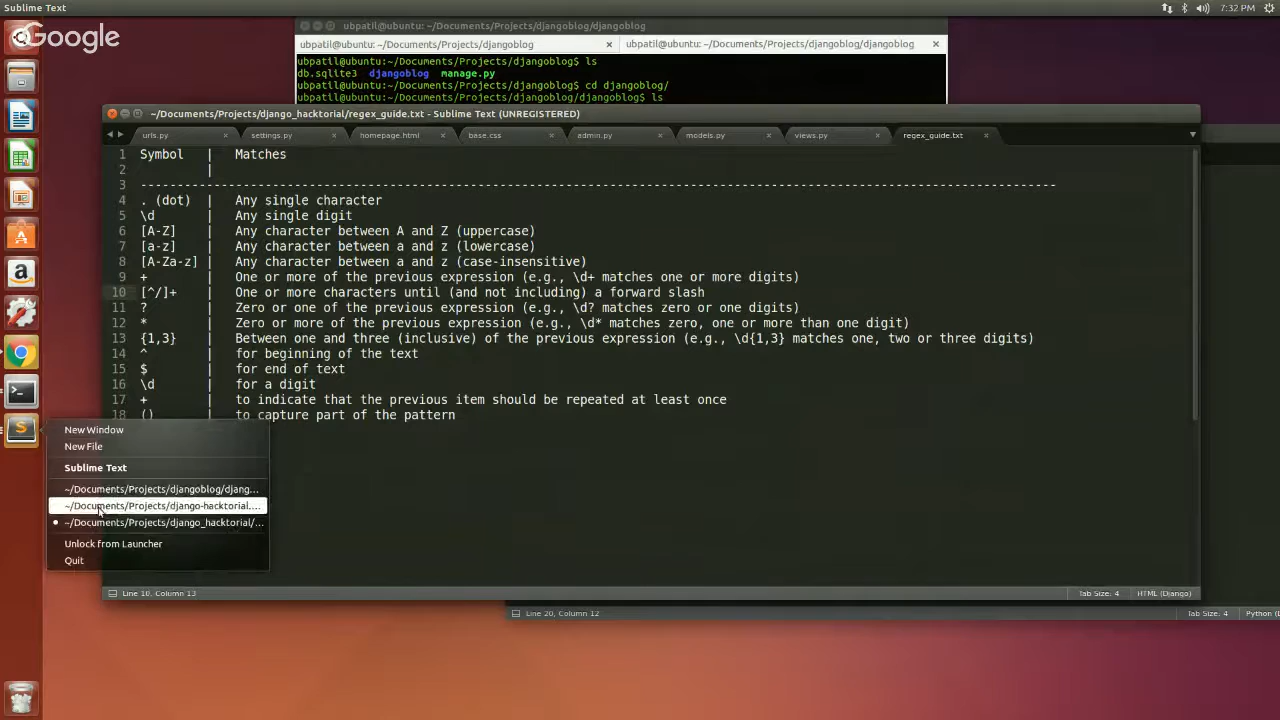 Sublime Text
7:32 PM
Google
ubpatil@ubuntu: ~/Documents/Projects/djangoblog/djangoblog
ubpatil@ubuntu: ~/Documents/Projects/djangoblog × ubpatil@ubuntu: ~/Documents/Projects/djangoblog/djangoblog ×
ubpatil@ubuntu:~/Documents/Projects/djangoblog$ ls
db.sqlite3 djangoblog manage.py
ubpatil@ubuntu:~/Documents/Projects/djangoblog$ cd djangoblog/
ubpatil@ubuntu:~/Documents/Projects/djangoblog/djangoblog$ ls
~/Documents/Projects/django_hacktorial/regex_guide.txt - Sublime Text (UNREGISTERED)
urls.py × settings.py × homepage.html × base.css × admin.py × models.py × views.py × regex_guide.txt ×
1 Symbol | Matches
2 |
3 ----------------------------------------------------------------------------------------------------------------------
4 . (dot) | Any single character
5 \d | Any single digit
6 [A-Z] | Any character between A and Z (uppercase)
7 [a-z] | Any character between a and z (lowercase)
8 [A-Za-z] | Any character between a and z (case-insensitive)
9 + | One or more of the previous expression (e.g., \d+ matches one or more digits)
10 [^/]+ | One or more characters until (and not including) a forward slash
11 ? | Zero or one of the previous expression (e.g., \d? matches zero or one digits)
12 * | Zero or more of the previous expression (e.g., \d* matches zero, one or more than one digit)
13 {1,3} | Between one and three (inclusive) of the previous expression (e.g., \d{1,3} matches one, two or three digits)
14 ^ | for beginning of the text
15 $ | for end of text
16 \d | for a digit
17 + | to indicate that the previous item should be repeated at least once
18 () | to capture part of the pattern
New Window
New File
Sublime Text
~/Documents/Projects/djangoblog/djang...
~/Documents/Projects/django-hacktorial....
~/Documents/Projects/django_hacktorial/...
Unlock from Launcher
Quit
Line 10, Column 13
Tab Size: 4
HTML (Django)
Line 20, Column 12
Tab Size: 4
Python (